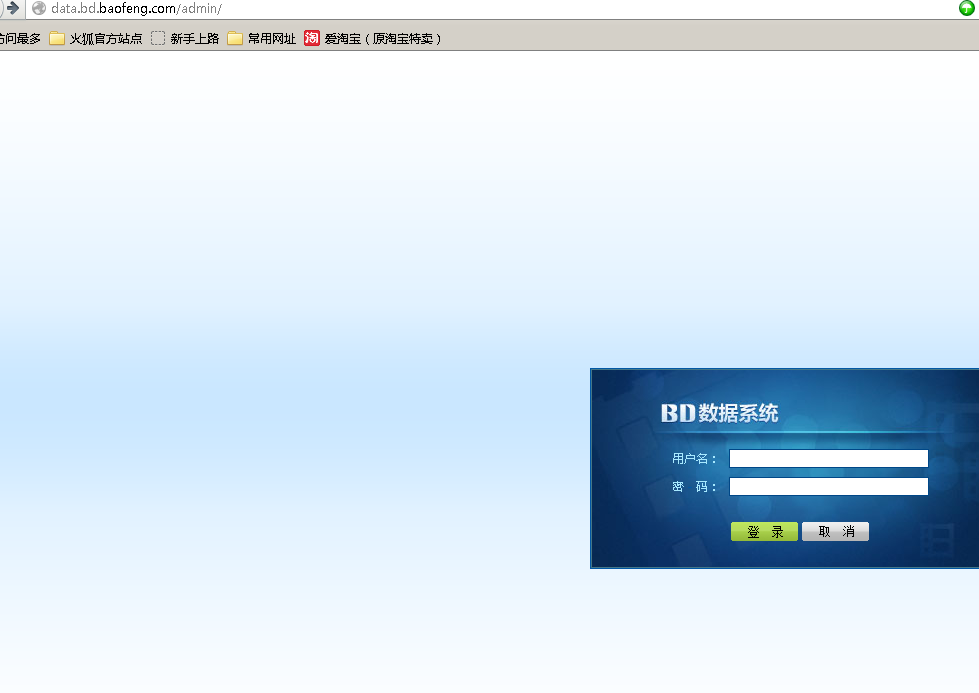 data.bd.baofeng.com/admin/
访问最多 火狐官方站点 新手上路 常用网址 淘 爱淘宝（原淘宝特卖）
BD数据系统
用户名：
密 码：
登 录 取 消